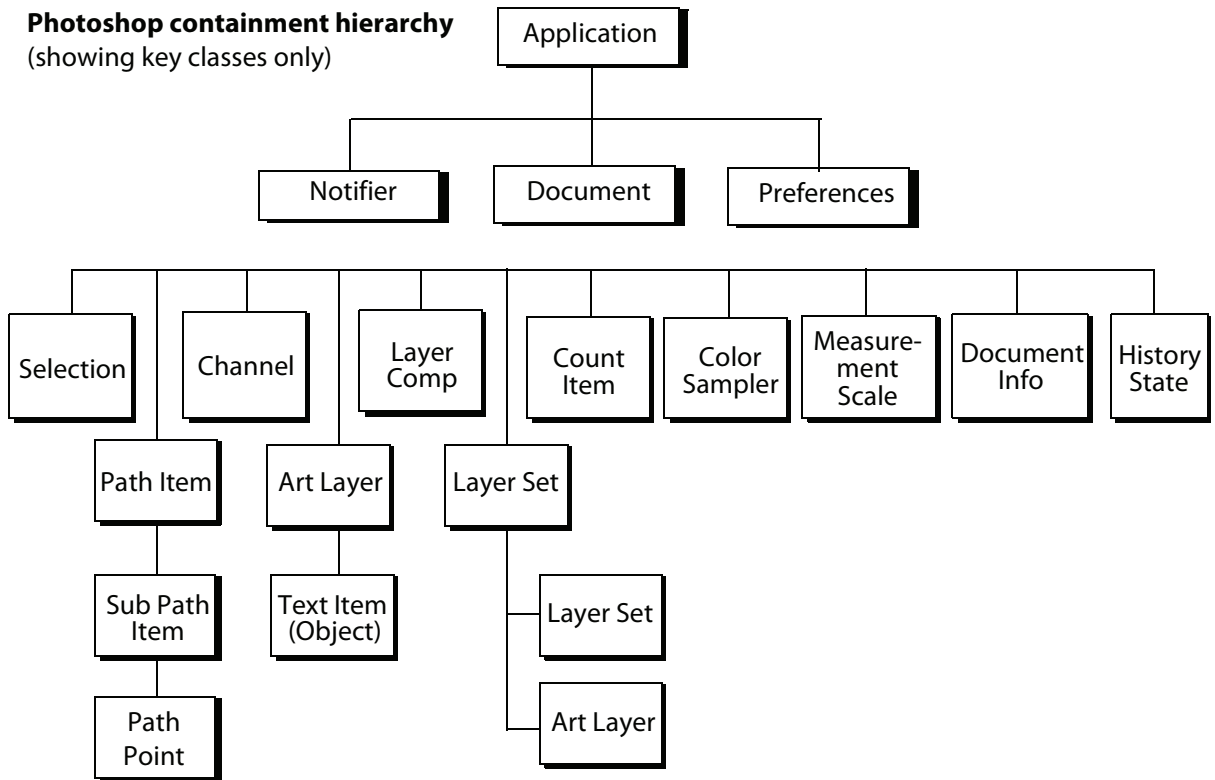 Photoshop containment hierarchy
(showing key classes only)
Application
Notifier
Document
Preferences
Selection
Channel
Layer
Comp
Count
Item
Color
Sampler
Measure-
ment
Scale
Document
Info
History
State
Path Item
Art Layer
Layer Set
Sub Path
Item
Text Item
(Object)
Layer Set
Path
Point
Art Layer